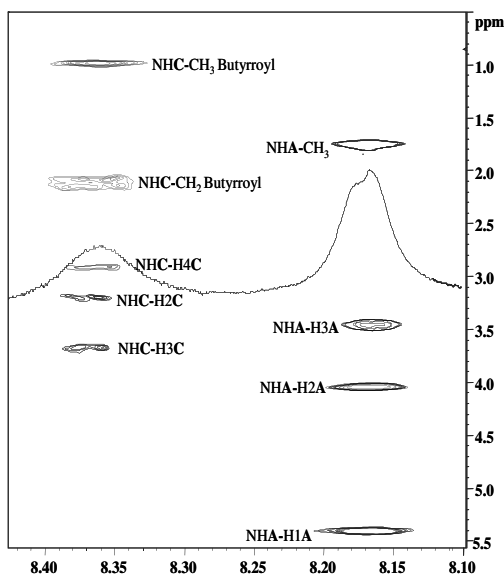 ppm
1.0
NHC-CH3 Butyrroyl
1.5
NHA-CH3
2.0
NHC-CH2 Butyrroyl
2.5
NHC-H4C
3.0
NHC-H2C
NHA-H3A
3.5
NHC-H3C
NHA-H2A
4.0
4.5
5.0
NHA-H1A
5.5
8.40 8.35 8.30 8.25 8.20 8.15 8.10